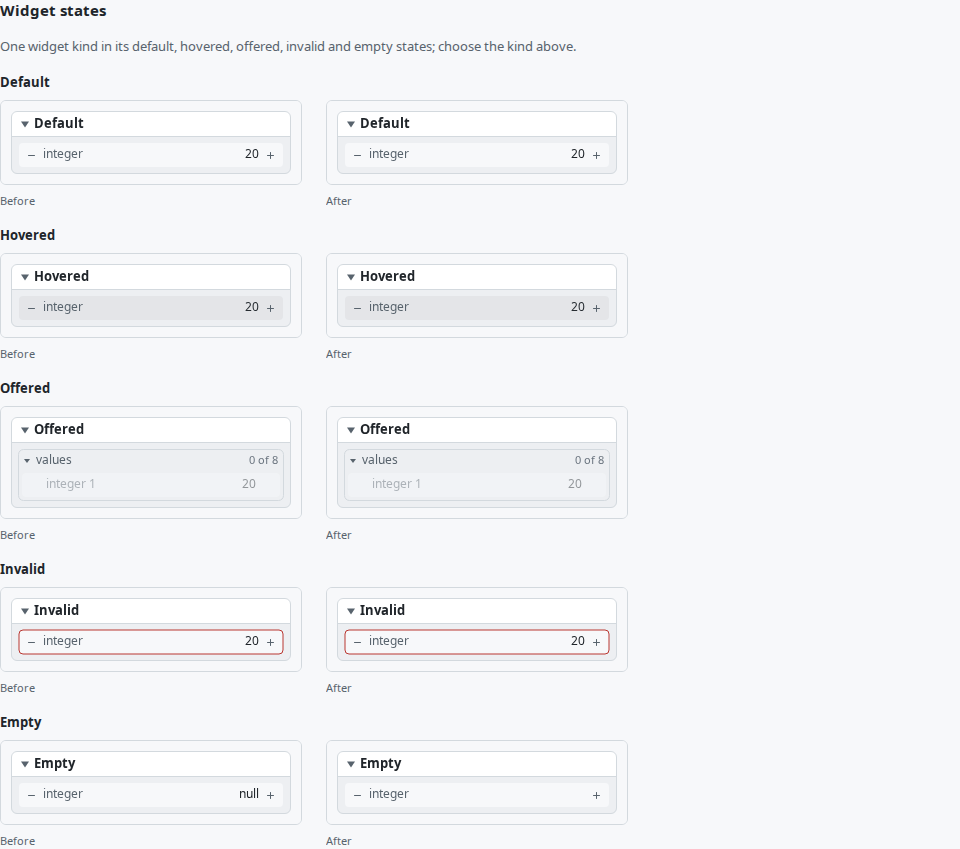 Widget states
One widget kind in its default, hovered, offered, invalid and empty states; choose the kind above.
Default
Default Default
– integer 20 + – integer 20 +
Before After
Hovered
Hovered Hovered
– integer 20 + – integer 20 +
Before After
Offered
Offered Offered
values 0 of 8 values 0 of 8
integer 1 20 integer 1 20
Before After
Invalid
Invalid Invalid
– integer 20 + – integer 20 +
Before After
Empty
Empty Empty
– integer null + – integer +
Before After